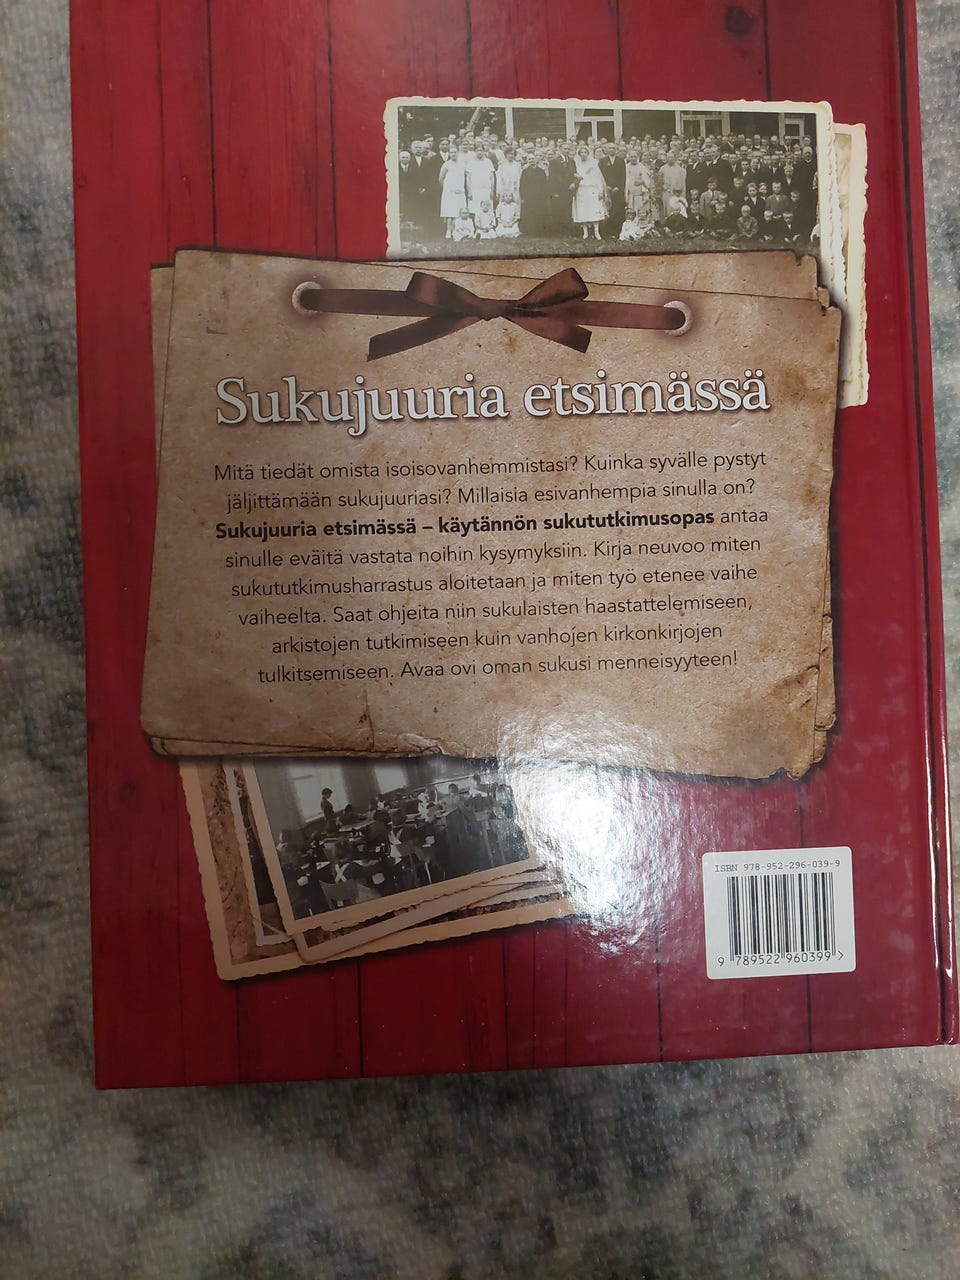 Sukujuuria etsimässä
Mitä tiedät omista isoisovanhemmistasi? Kuinka syvälle pystyt
jäljittämään sukujuuriasi? Millaisia esivanhempia sinulla on?
Sukujuuria etsimässä – käytännön sukututkimusopas antaa
sinulle eväitä vastata noihin kysymyksiin. Kirja neuvoo miten
sukututkimusharrastus aloitetaan ja miten työ etenee vaihe
vaiheelta. Saat ohjeita niin sukulaisten haastattelemiseen,
arkistojen tutkimiseen kuin vanhojen kirkonkirjojen
tulkitsemiseen. Avaa ovi oman sukusi menneisyyteen!
ISBN 978-952-296-039-9
9 789522 960399 >